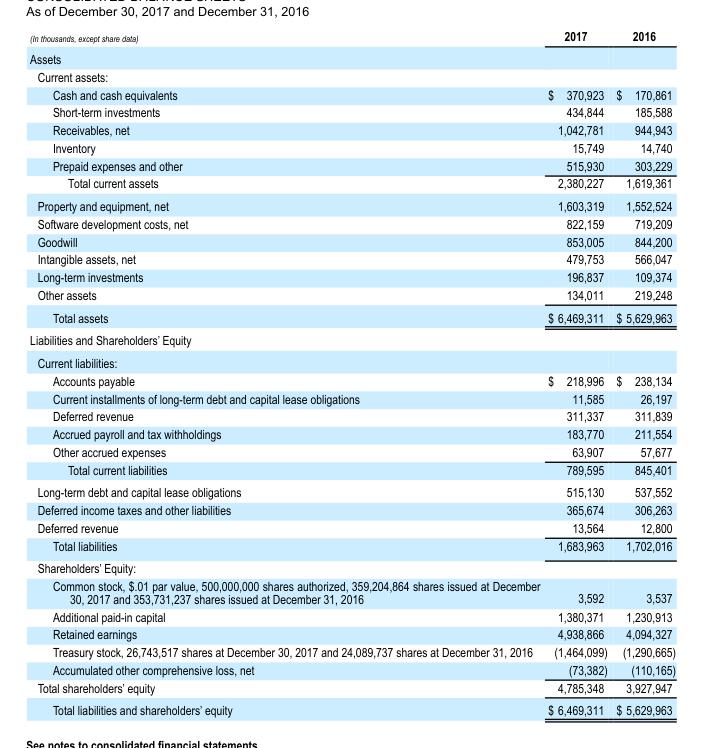 CONSOLIDATED BALANCE SHEETS
As of December 30, 2017 and December 31, 2016
(In thousands, except share data) 2017 2016
Assets
Current assets:
Cash and cash equivalents $ 370,923 $ 170,861
Short-term investments 434,844 185,588
Receivables, net 1,042,781 944,943
Inventory 15,749 14,740
Prepaid expenses and other 515,930 303,229
Total current assets 2,380,227 1,619,361
Property and equipment, net 1,603,319 1,552,524
Software development costs, net 822,159 719,209
Goodwill 853,005 844,200
Intangible assets, net 479,753 566,047
Long-term investments 196,837 109,374
Other assets 134,011 219,248
Total assets $ 6,469,311 $ 5,629,963
Liabilities and Shareholders' Equity
Current liabilities:
Accounts payable $ 218,996 $ 238,134
Current installments of long-term debt and capital lease obligations 11,585 26,197
Deferred revenue 311,337 311,839
Accrued payroll and tax withholdings 183,770 211,554
Other accrued expenses 63,907 57,677
Total current liabilities 789,595 845,401
Long-term debt and capital lease obligations 515,130 537,552
Deferred income taxes and other liabilities 365,674 306,263
Deferred revenue 13,564 12,800
Total liabilities 1,683,963 1,702,016
Shareholders' Equity:
Common stock, $.01 par value, 500,000,000 shares authorized, 359,204,864 shares issued at December
30, 2017 and 353,731,237 shares issued at December 31, 2016 3,592 3,537
Additional paid-in capital 1,380,371 1,230,913
Retained earnings 4,938,866 4,094,327
Treasury stock, 26,743,517 shares at December 30, 2017 and 24,089,737 shares at December 31, 2016 (1,464,099) (1,290,665)
Accumulated other comprehensive loss, net (73,382) (110,165)
Total shareholders' equity 4,785,348 3,927,947
Total liabilities and shareholders' equity $ 6,469,311 $ 5,629,963
See notes to consolidated financial statements